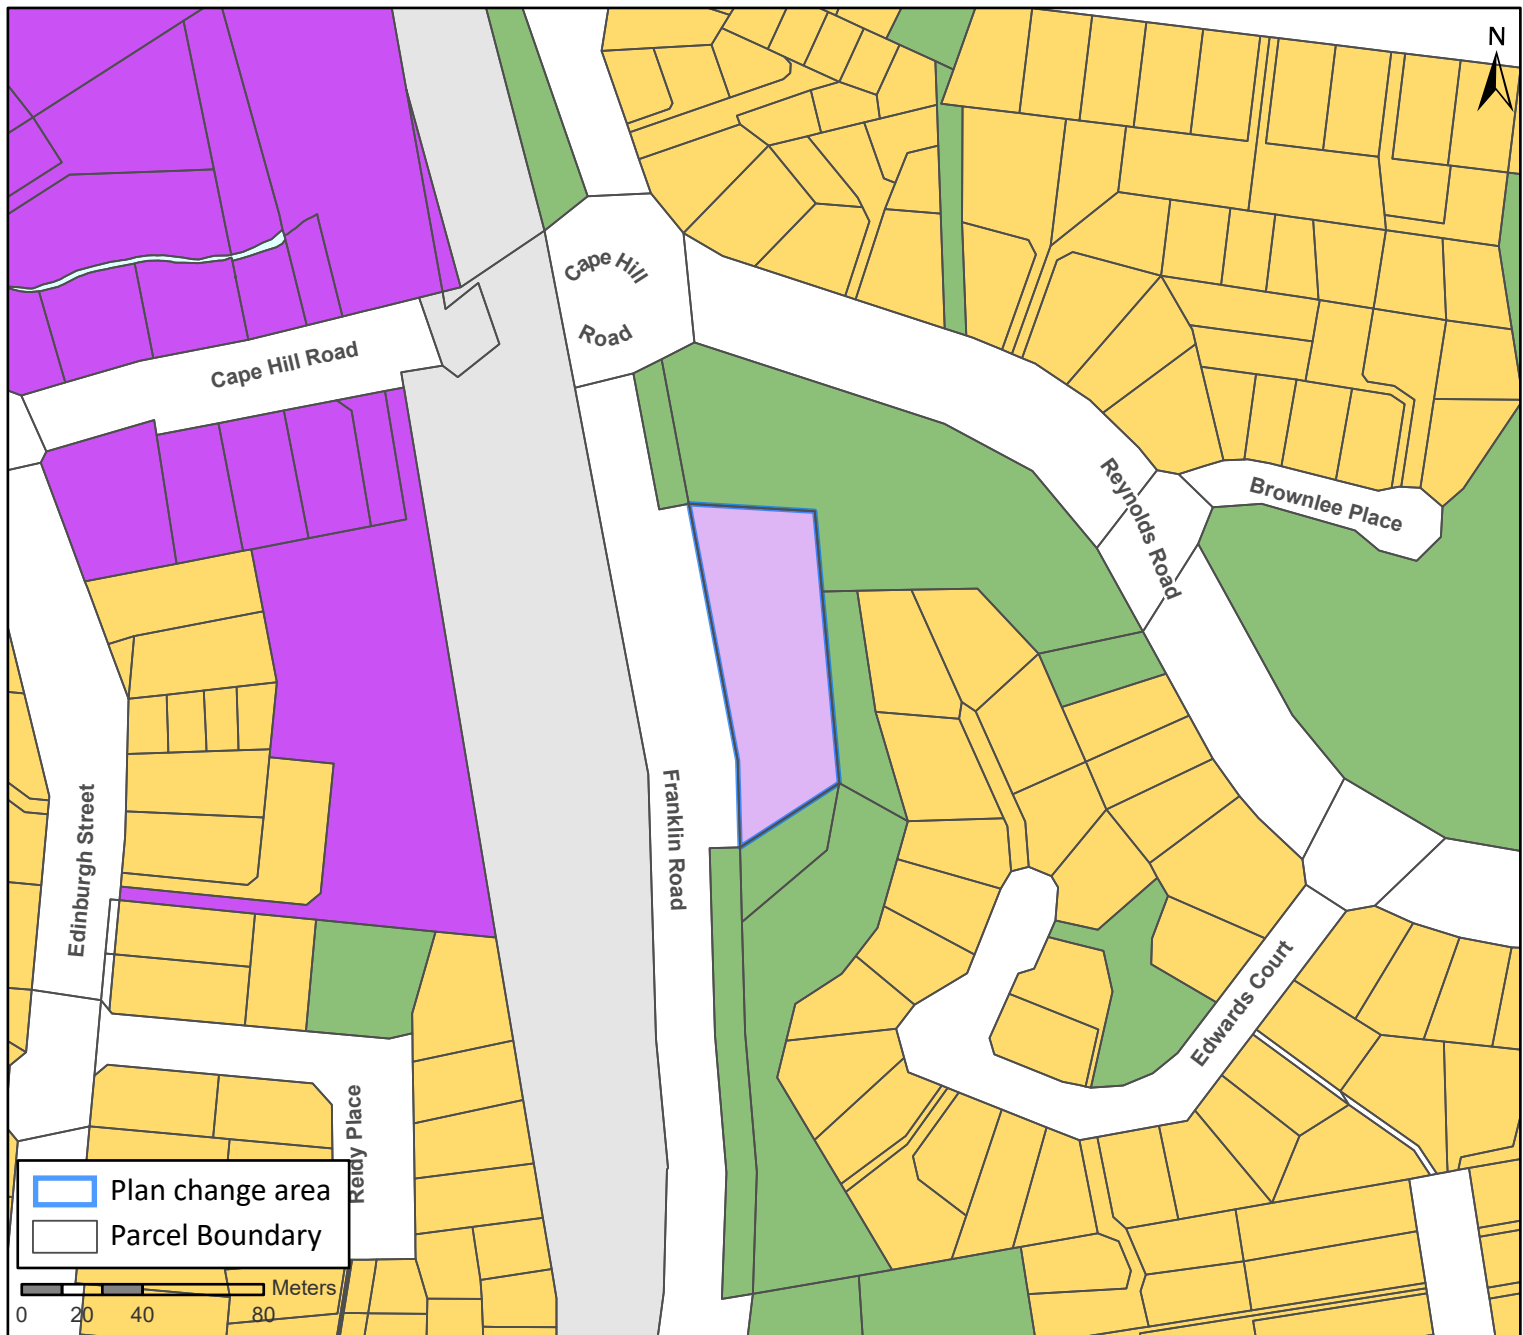 N
Cape Hill
Road
Cape Hill Road
Reynolds Road
Brownlee Place
Franklin Road
Edinburgh Street
Edwards Court
Reidy Place
Plan change area
Parcel Boundary
Meters
0 20 40 80